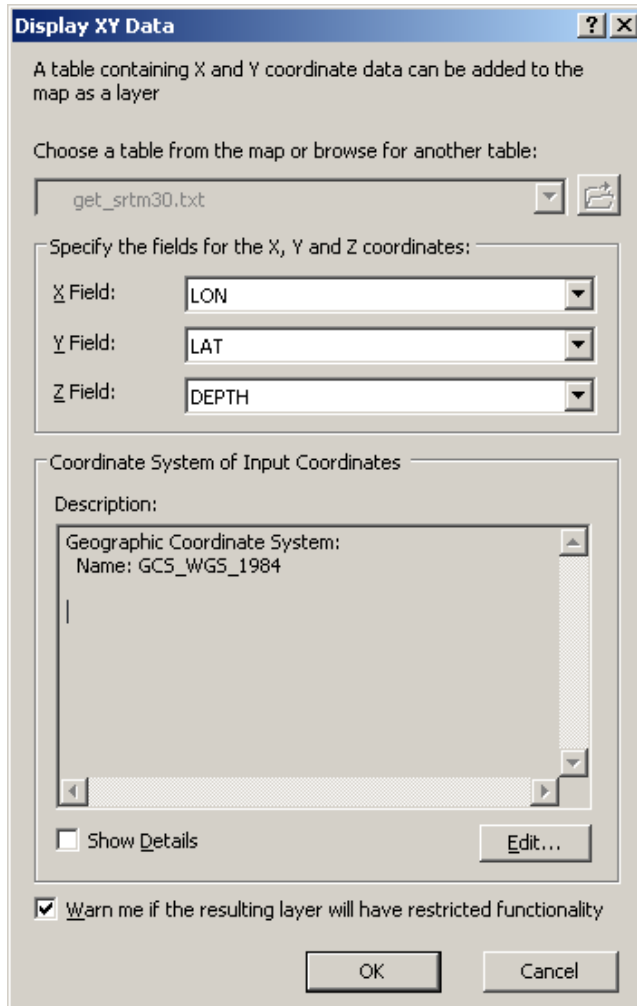 Display XY Data
A table containing X and Y coordinate data can be added to the
map as a layer
Choose a table from the map or browse for another table:
get_srtm30.txt
Specify the fields for the X, Y and Z coordinates:
X Field:
LON
Y Field:
LAT
Z Field:
DEPTH
Coordinate System of Input Coordinates
Description:
Geographic Coordinate System:
Name: GCS_WGS_1984
Show Details
Edit...
Warn me if the resulting layer will have restricted functionality
OK
Cancel